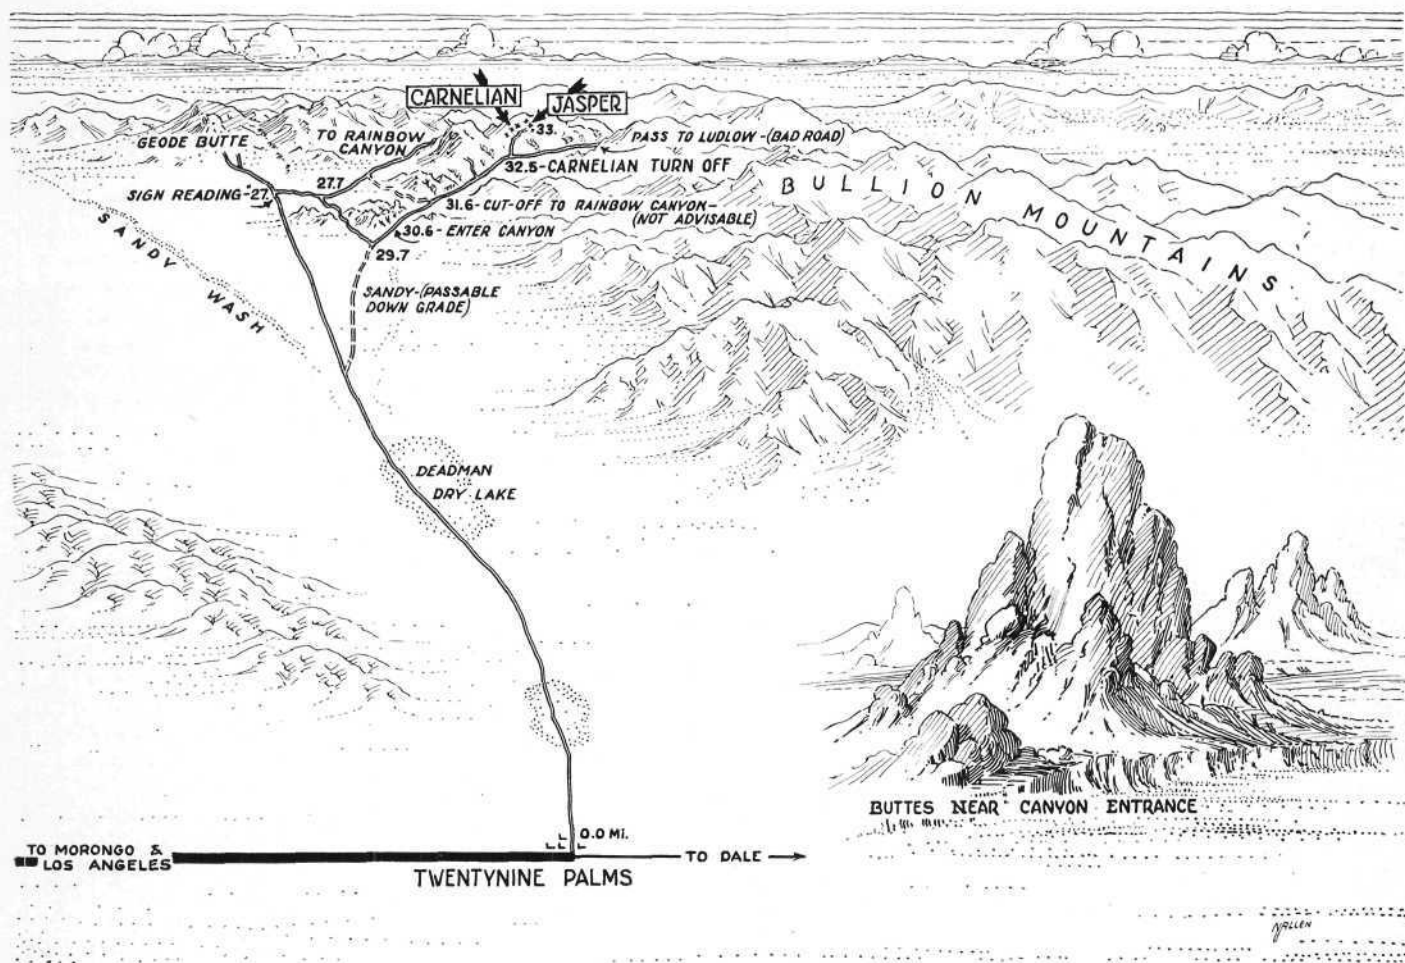 CARNELIAN
JASPER
33.
GEODE BUTTE
TO RAINBOW
CANYON
PASS TO LUDLOW-(BAD ROAD)
32.5-CARNELIAN TURN OFF
27.7
SIGN READING-27.
31.6-CUT-OFF TO RAINBOW CANYON-
(NOT ADVISABLE)
30.6-ENTER CANYON
29.7
BULLION MOUNTAINS
SANDY WASH
SANDY-(PASSABLE
DOWN GRADE)
DEADMAN
DRY LAKE
BUTTES NEAR CANYON ENTRANCE
0.0 Mi.
TO MORONGO &
LOS ANGELES
TO DALE
TWENTYNINE PALMS
N.ALLEN